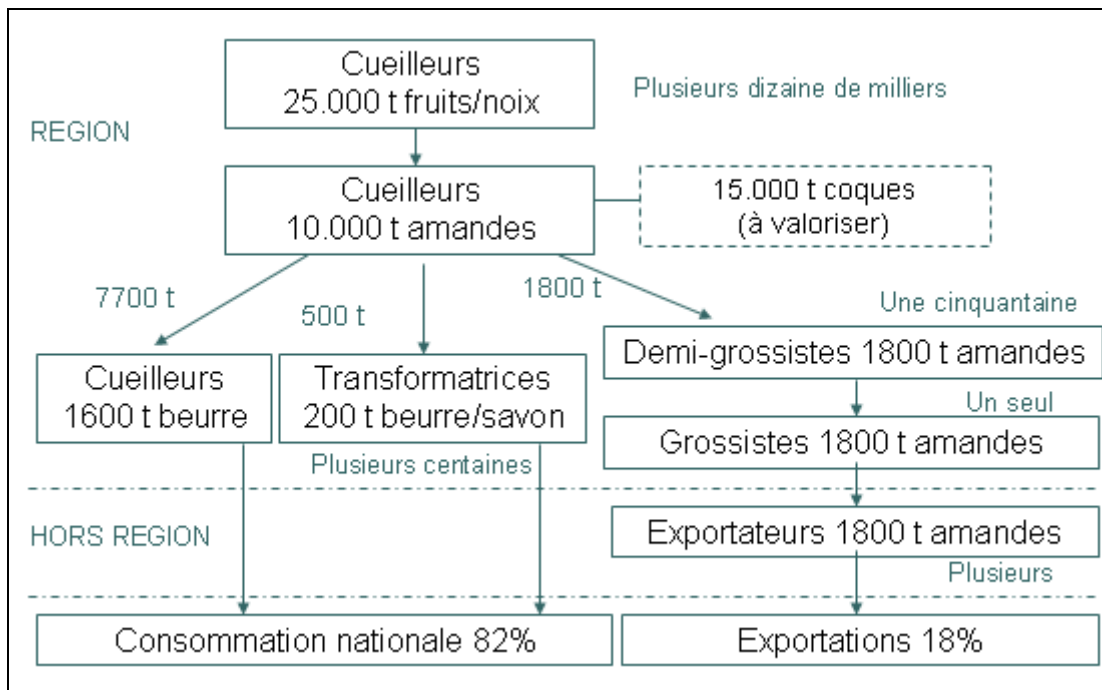 Cueilleurs
25.000 t fruits/noix
Plusieurs dizaine de milliers
REGION
Cueilleurs
10.000 t amandes
15.000 t coques
(à valoriser)
7700 t
500 t
1800 t
Une cinquantaine
Cueilleurs
1600 t beurre
Transformatrices
200 t beurre/savon
Demi-grossistes 1800 t amandes
Un seul
Grossistes 1800 t amandes
Plusieurs centaines
HORS REGION
Exportateurs 1800 t amandes
Plusieurs
Consommation nationale 82%
Exportations 18%